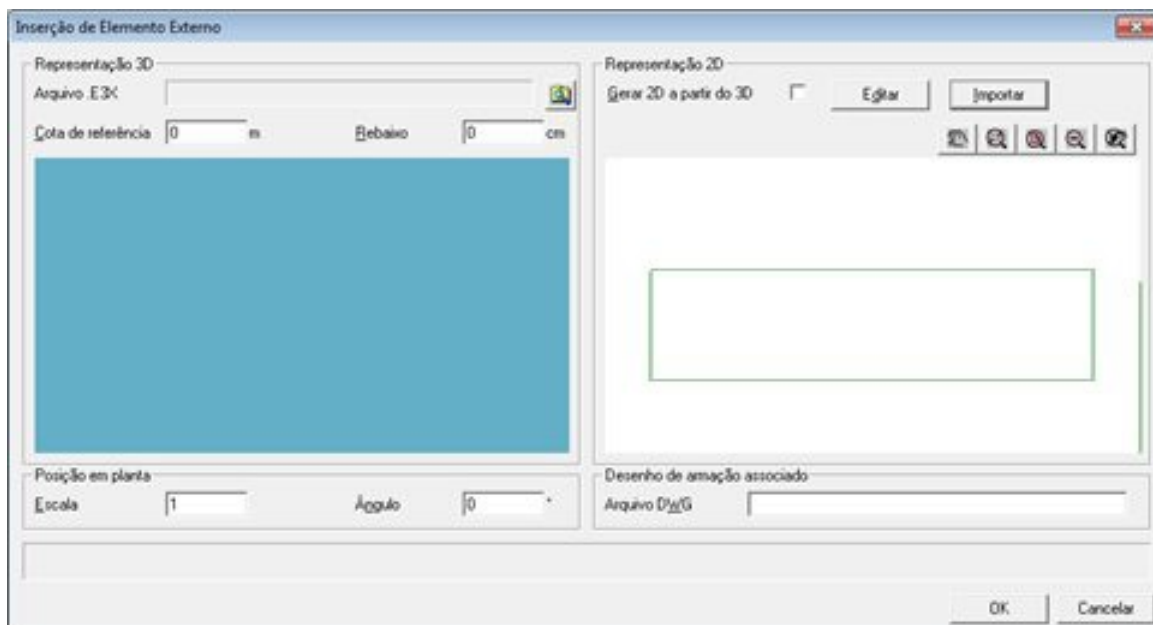 Inserção de Elemento Externo
Representação 3D
Arquivo .E3X
Cota de referência 0 m Rebaixo 0 cm
Representação 2D
Gerar 2D a partir do 3D Editar Importar
Posição em planta
Escala 1 Ângulo 0 °
Desenho de armação associado
Arquivo DWG
OK Cancelar